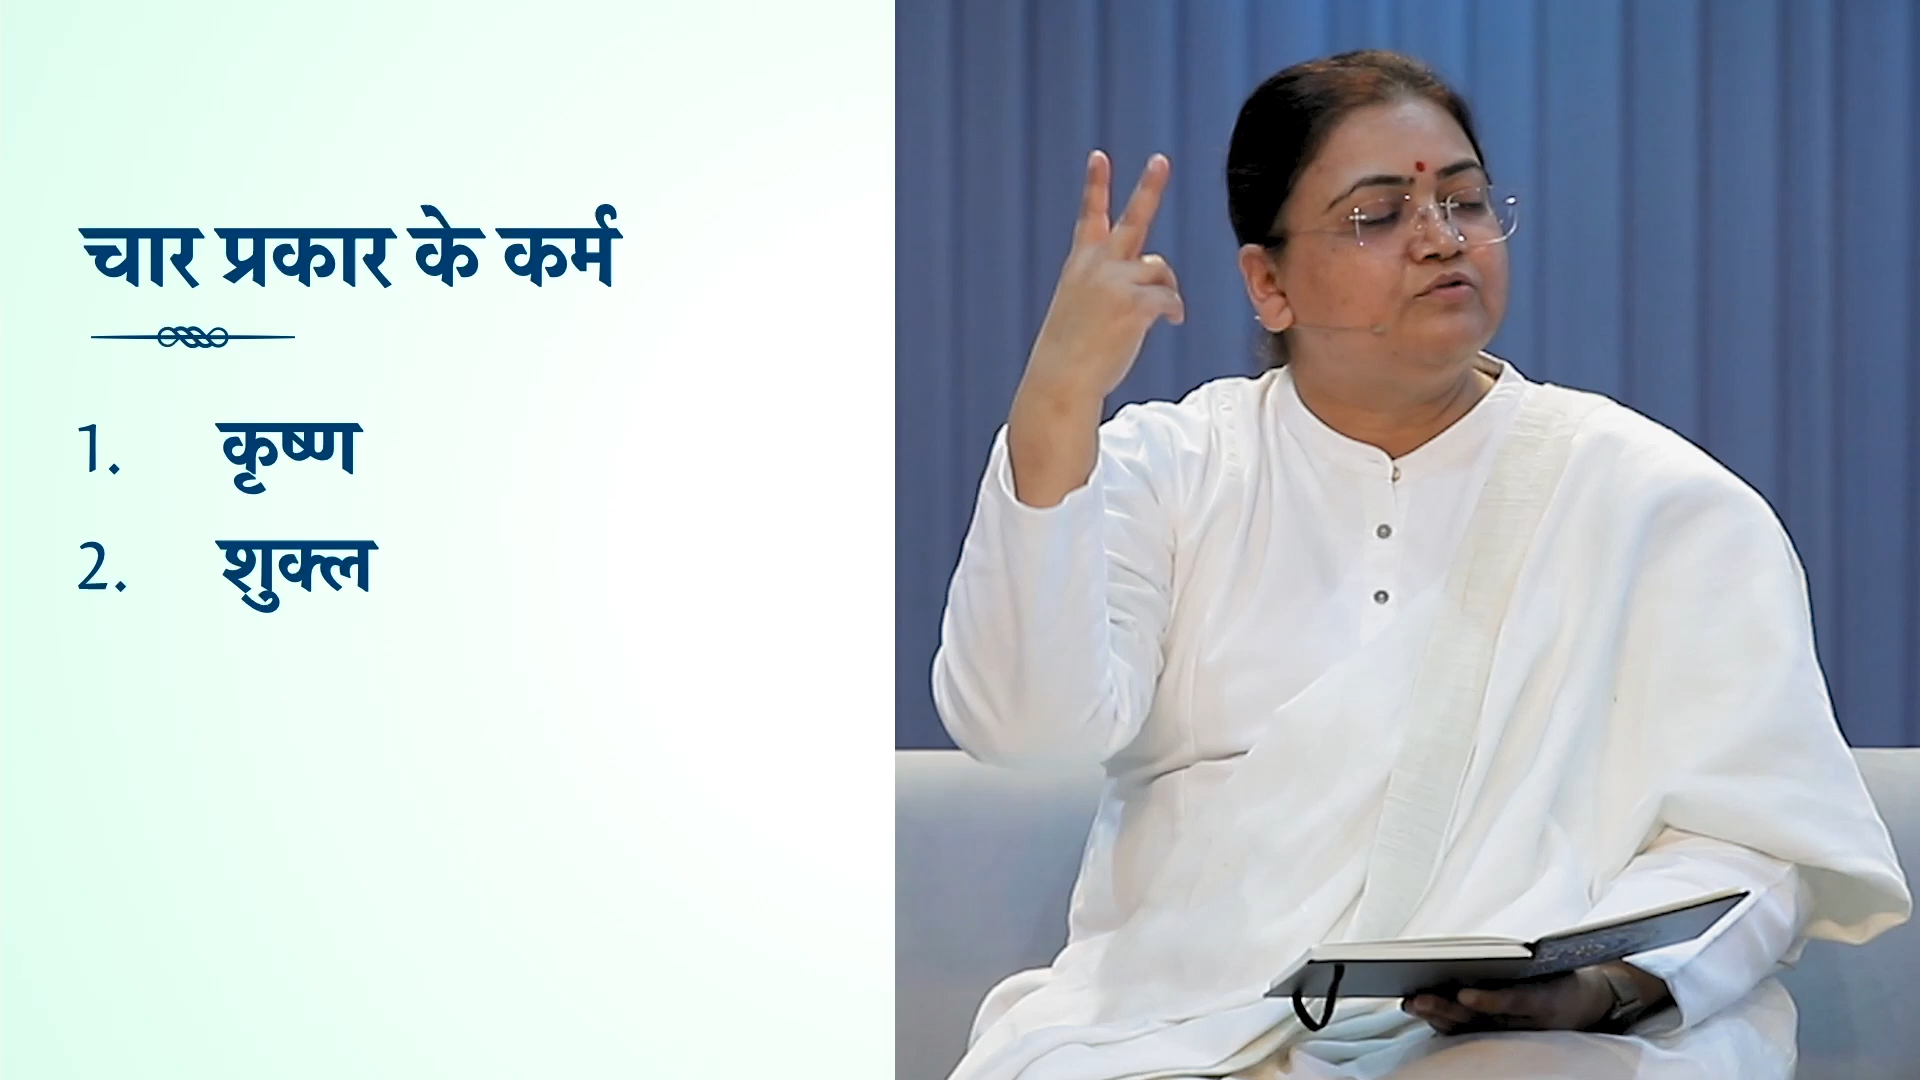 चार प्रकार के कर्म
1. कृष्ण
2. शुक्ल